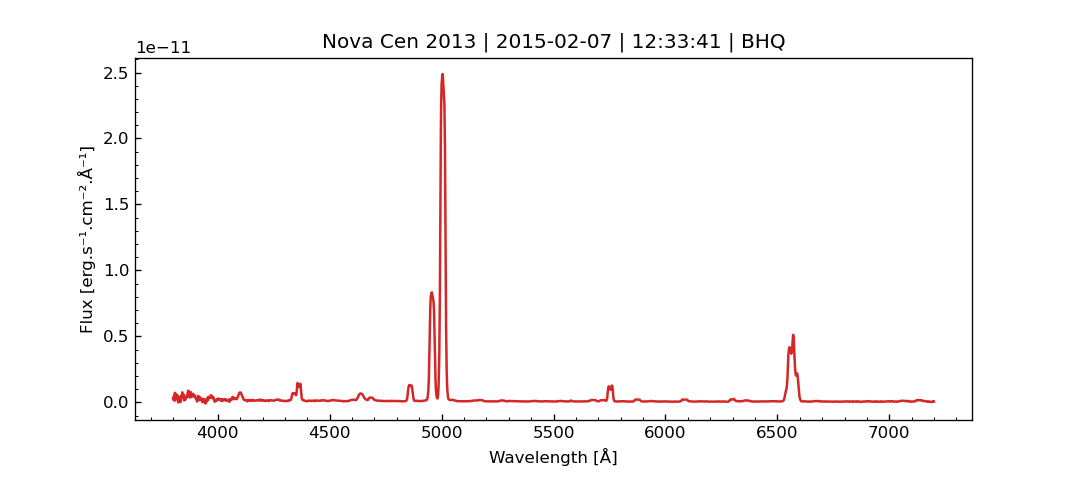 Nova Cen 2013 | 2015-02-07 | 12:33:41 | BHQ
1e−11
2.5
2.0
1.5
1.0
0.5
0.0
Flux [erg.s⁻¹.cm⁻².Å⁻¹]
4000 4500 5000 5500 6000 6500 7000
Wavelength [Å]